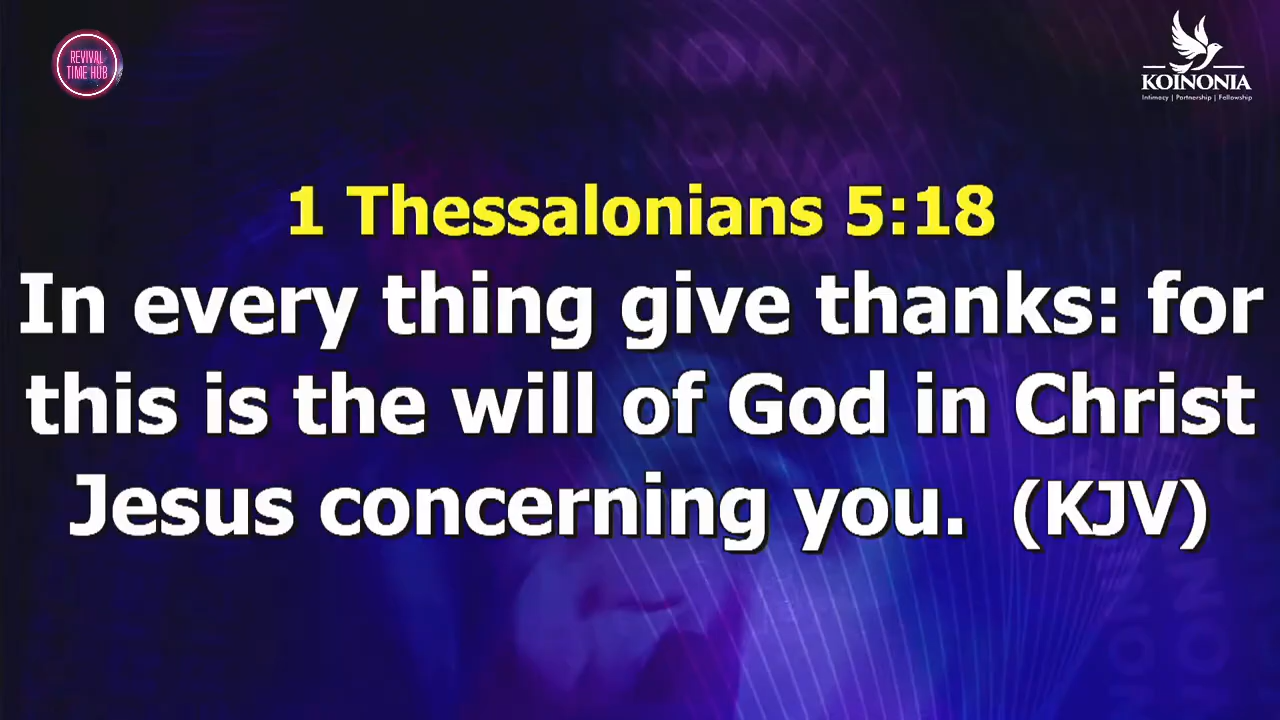 REVIVAL
TIME HUB
KOINONIA
Intimacy | Partnership | Fellowship
1 Thessalonians 5:18
In every thing give thanks: for
this is the will of God in Christ
Jesus concerning you. (KJV)